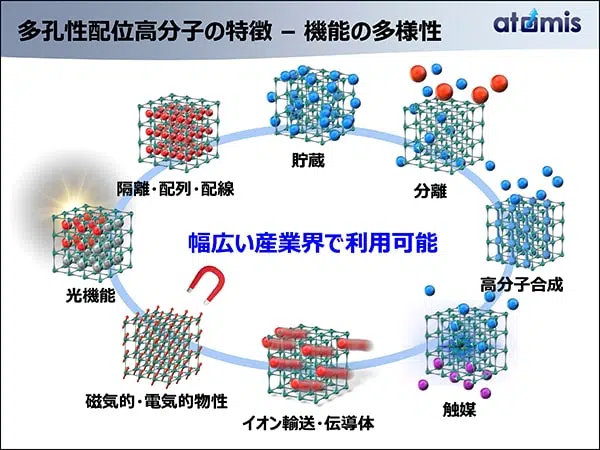 多孔性配位高分子の特徴 – 機能の多様性
atomis
貯蔵
隔離・配列・配線
分離
幅広い産業界で利用可能
光機能
高分子合成
磁気的・電気的物性
イオン輸送・伝導体
触媒